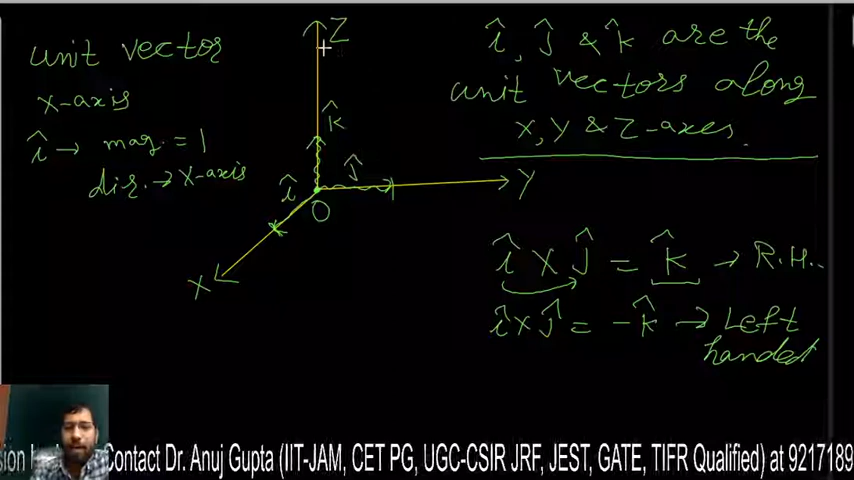 unit vector
x-axis
î → mag. = 1
dir. → x-axis
Z
k̂
ĵ
î
Y
O
X
î, ĵ & k̂ are the
unit vectors along
X, Y & Z-axes.
î × ĵ = k̂ → R.H..
î × ĵ = -k̂ → Left
handed
Contact Dr. Anuj Gupta (IIT-JAM, CET PG, UGC-CSIR JRF, JEST, GATE, TIFR Qualified) at 9217189